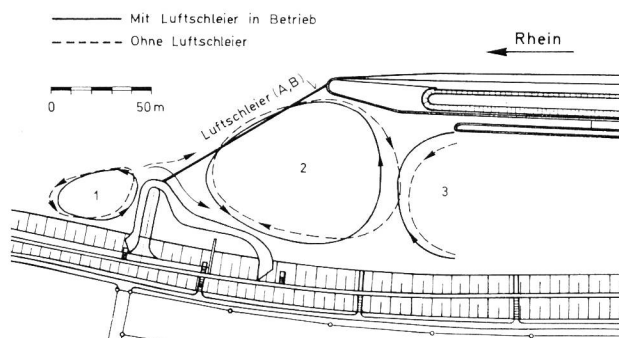 Mit Luftschleier in Betrieb
Ohne Luftschleier
Rhein
0 50 m
Luftschleier (A,B)
1
2
3